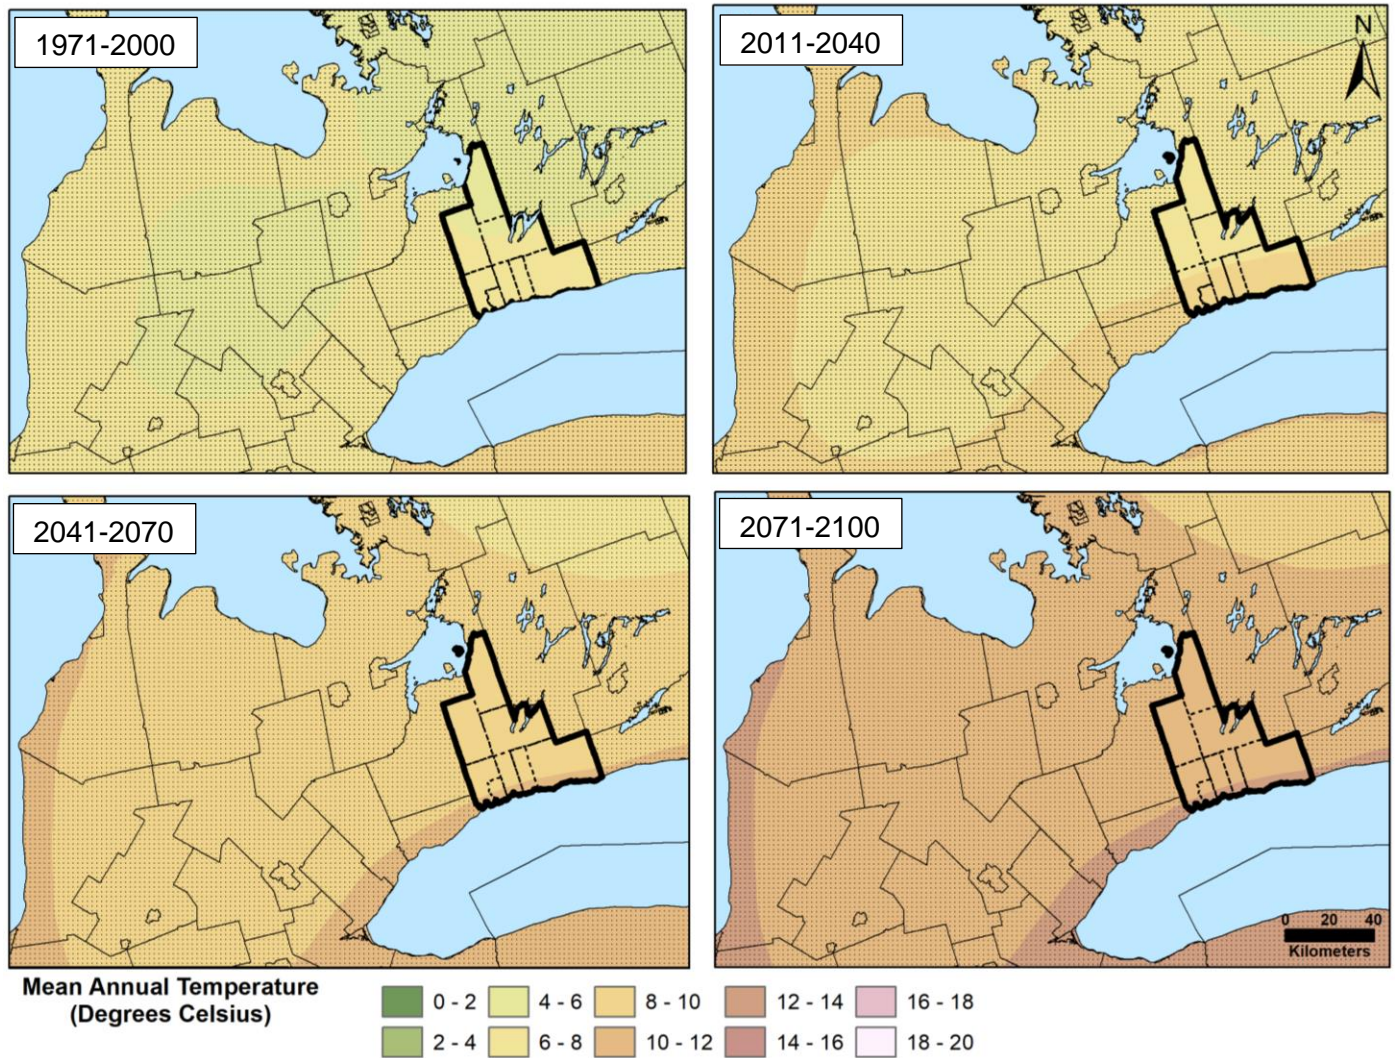 1971-2000
2011-2040
N
2041-2070
2071-2100
0 20 40
Kilometers
Mean Annual Temperature
(Degrees Celsius)
0 - 2 4 - 6 8 - 10 12 - 14 16 - 18
2 - 4 6 - 8 10 - 12 14 - 16 18 - 20